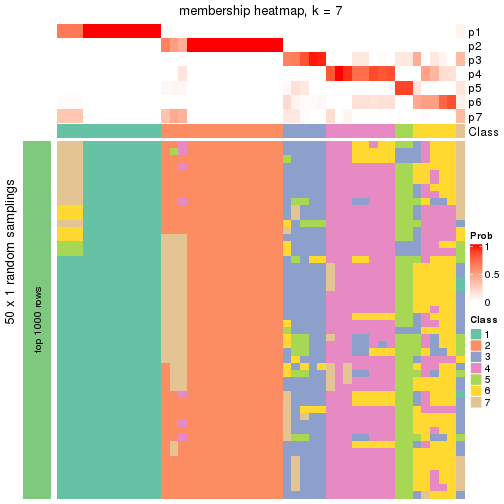 membership heatmap, k = 7
p1
p2
p3
p4
p5
p6
p7
Class
50 x 1 random samplings
top 1000 rows
Prob
1
0.5
0
Class
1
2
3
4
5
6
7